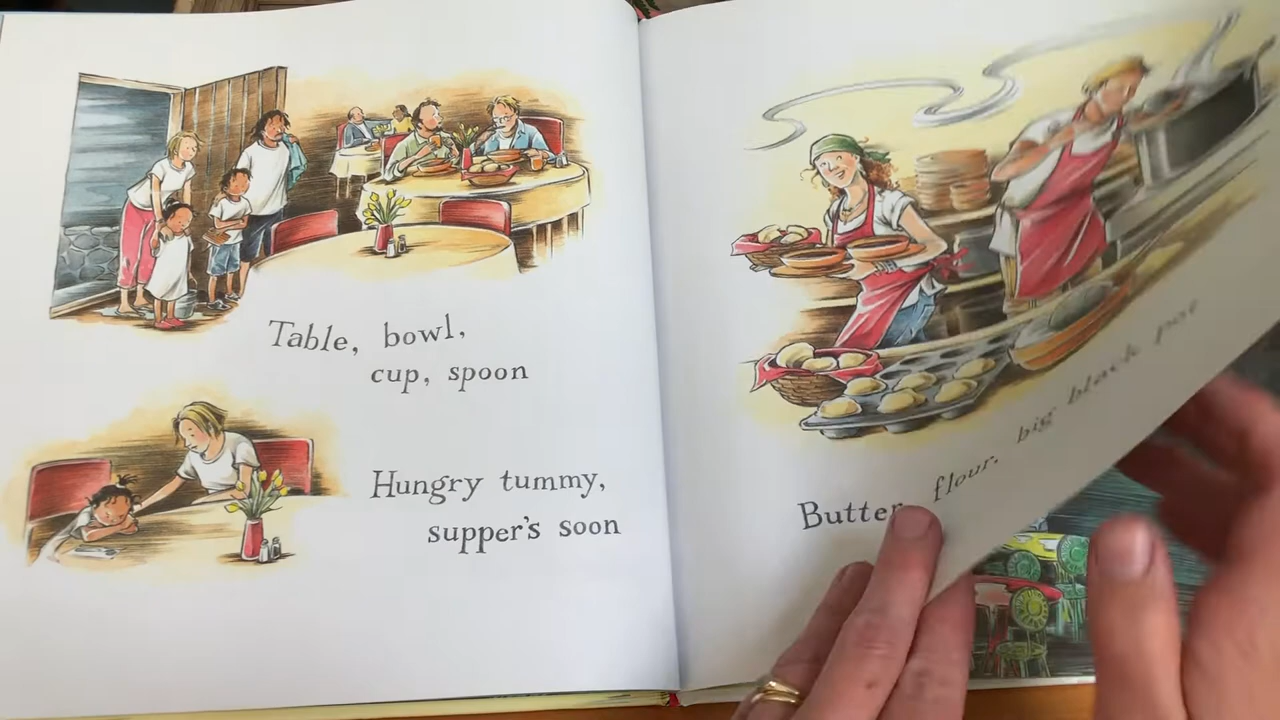 Table, bowl,
cup, spoon
Hungry tummy,
supper's soon
Butter, flour, big black pot